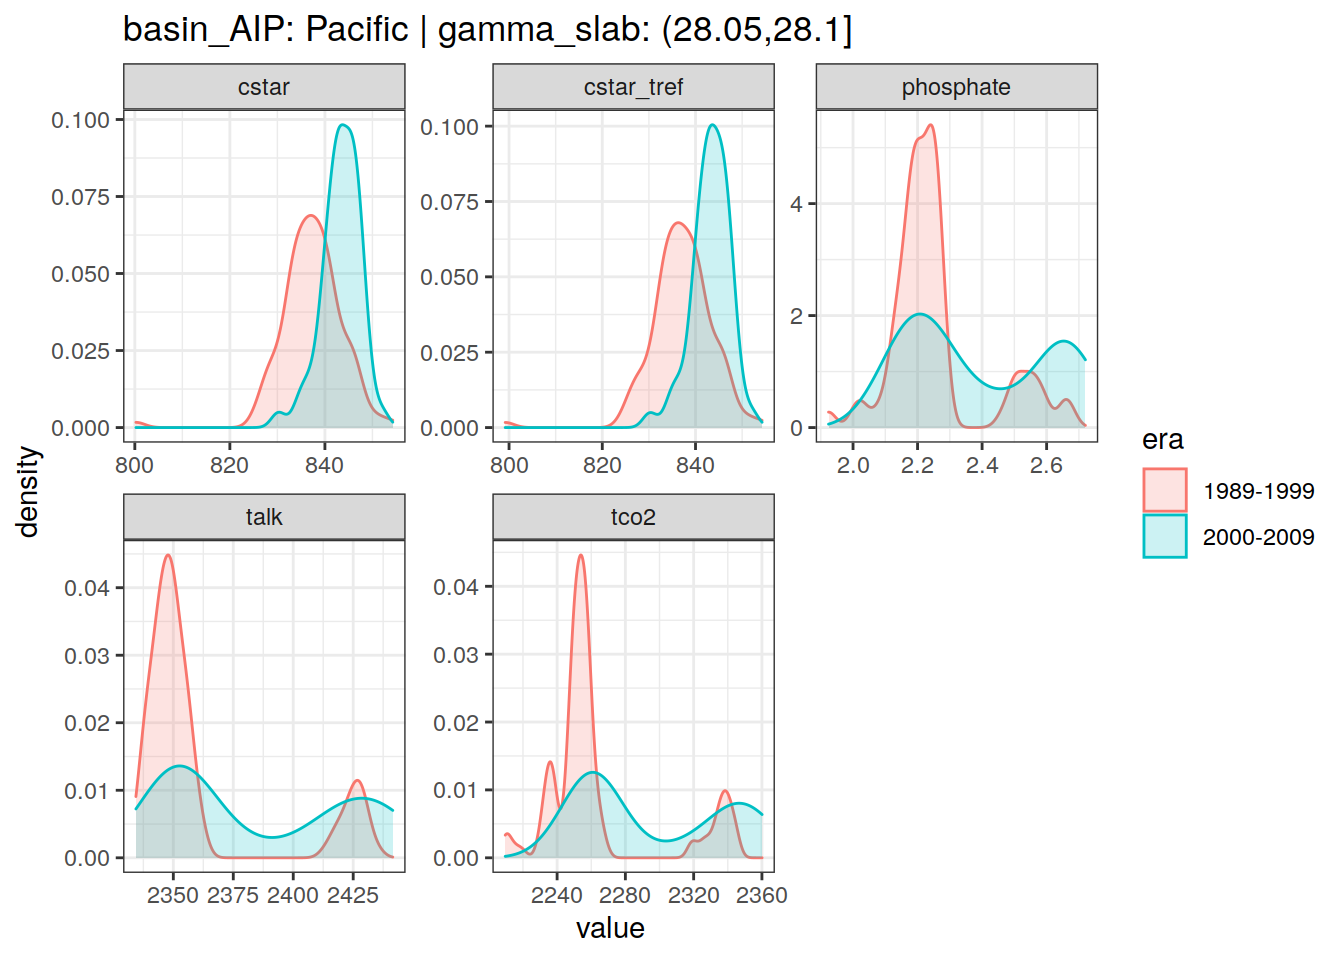 basin_AIP: Pacific | gamma_slab: (28.05,28.1]
cstar
cstar_tref
phosphate
0.100
0.075
0.050
0.025
0.000
800 820 840
0.100
0.075
0.050
0.025
0.000
800 820 840
4
2
0
2.0 2.2 2.4 2.6
talk
tco2
0.04
0.03
0.02
0.01
0.00
2350 2375 2400 2425
0.04
0.03
0.02
0.01
0.00
2240 2280 2320 2360
density
value
era
1989-1999
2000-2009